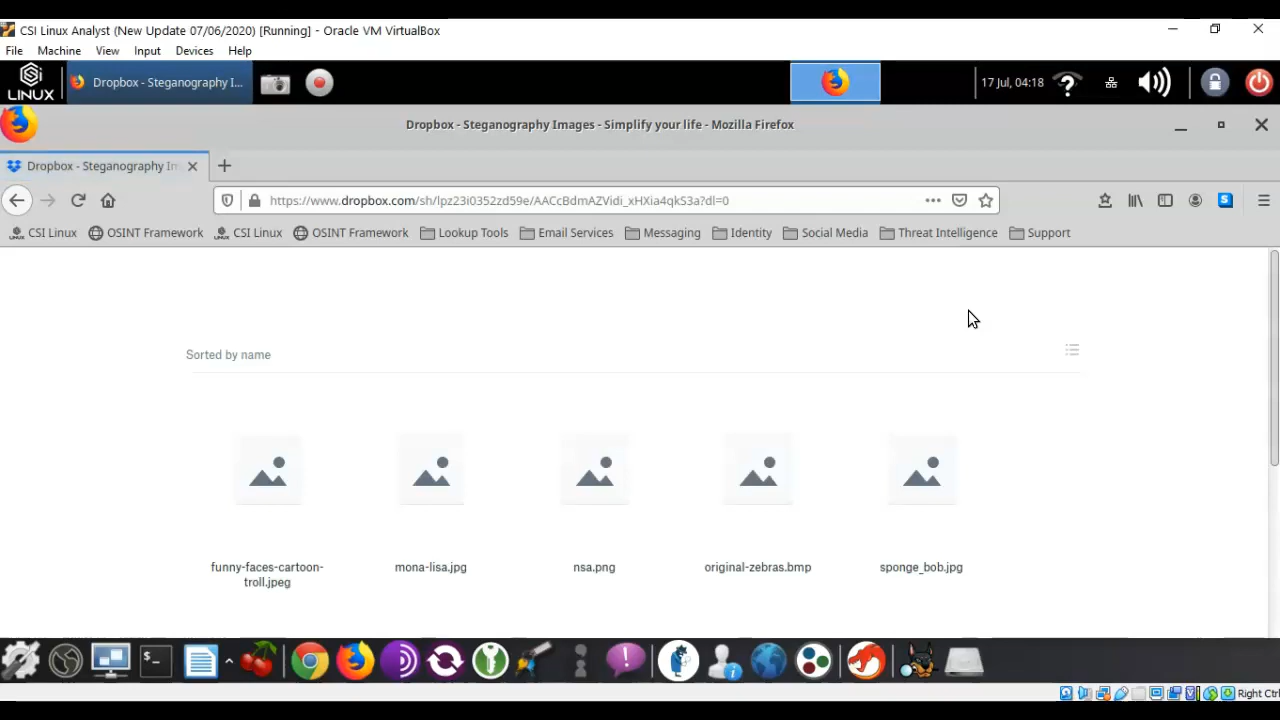 CSI Linux Analyst (New Update 07/06/2020) [Running] - Oracle VM VirtualBox
File Machine View Input Devices Help
LINUX
Dropbox - Steganography I...
17 Jul, 04:18
Dropbox - Steganography Images - Simplify your life - Mozilla Firefox
Dropbox - Steganography Im
https://www.dropbox.com/sh/lpz23i0352zd59e/AACcBdmAZVidi_xHXia4qkS3a?dl=0
CSI Linux OSINT Framework CSI Linux OSINT Framework Lookup Tools Email Services Messaging Identity Social Media Threat Intelligence Support
Sorted by name
funny-faces-cartoon-troll.jpeg
mona-lisa.jpg
nsa.png
original-zebras.bmp
sponge_bob.jpg
Right Ctrl